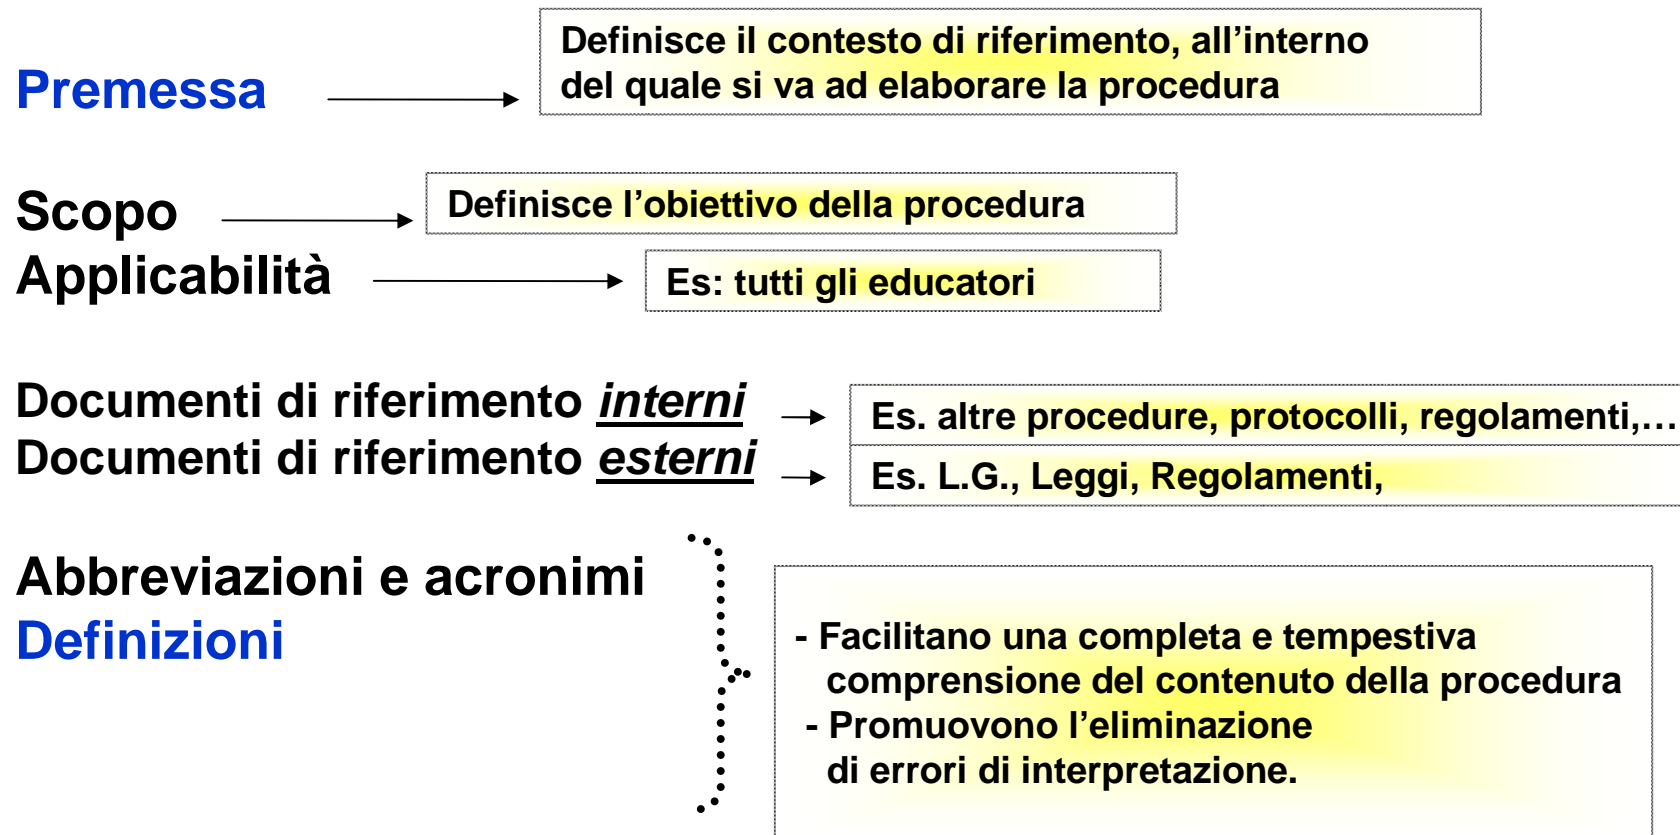 Definisce il contesto di riferimento, all’interno
del quale si va ad elaborare la procedura
Premessa
Scopo
Definisce l’obiettivo della procedura
Applicabilità
Es: tutti gli educatori
Documenti di riferimento interni
Es. altre procedure, protocolli, regolamenti,…
Documenti di riferimento esterni
Es. L.G., Leggi, Regolamenti,
Abbreviazioni e acronimi
Definizioni
- Facilitano una completa e tempestiva
comprensione del contenuto della procedura
- Promuovono l’eliminazione
di errori di interpretazione.